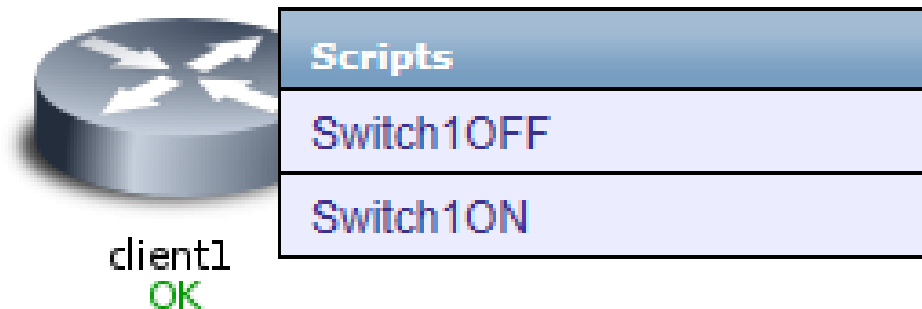 Scripts
Switch1OFF
Switch1ON
client1
OK